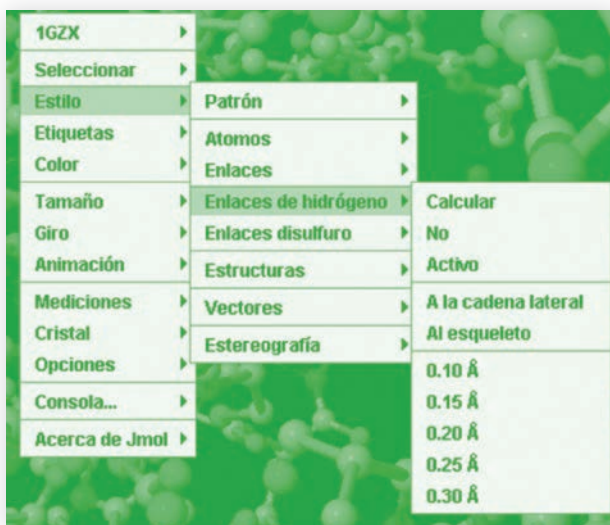 1GZX
Seleccionar
Estilo
Etiquetas
Color
Tamaño
Giro
Animación
Mediciones
Cristal
Opciones
Consola...
Acerca de Jmol
Patrón
Atomos
Enlaces
Enlaces de hidrógeno
Enlaces disulfuro
Estructuras
Vectores
Estereografía
Calcular
No
Activo
A la cadena lateral
Al esqueleto
0.10 Å
0.15 Å
0.20 Å
0.25 Å
0.30 Å